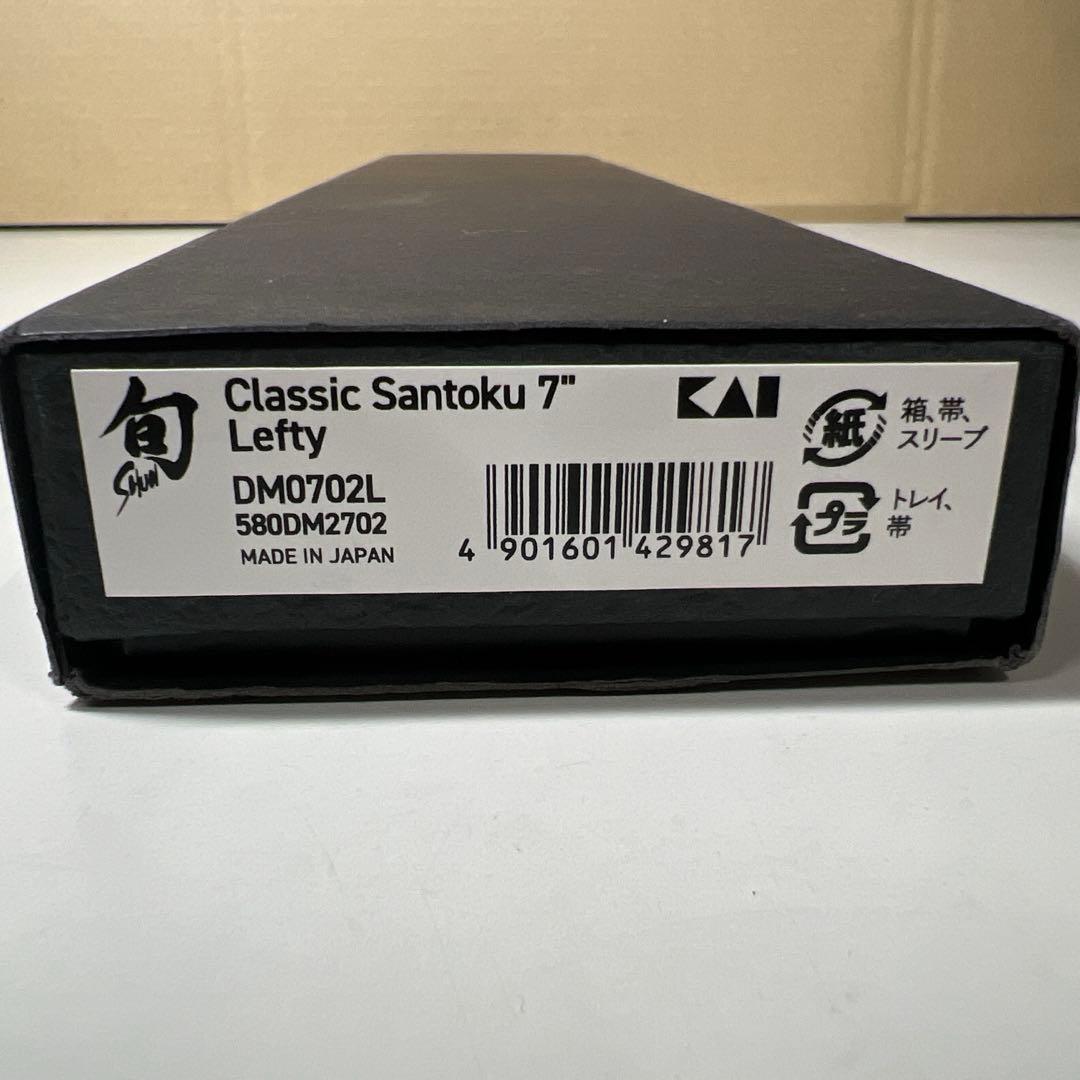 旬
SHUN
Classic Santoku 7"
Lefty
DM0702L
580DM2702
MADE IN JAPAN
KAI
4 901601 429817
紙
箱、帯、
スリーブ
プラ
トレイ、
帯